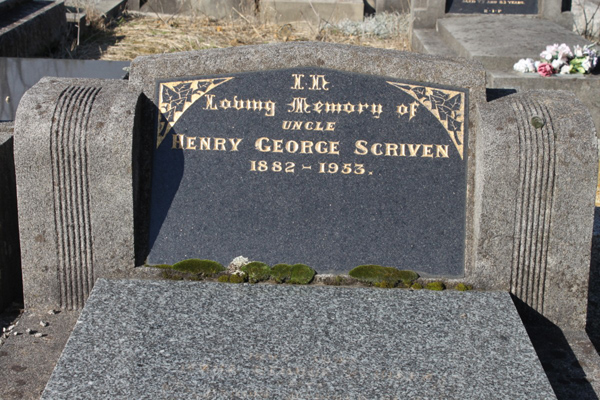 In
Loving Memory of
UNCLE
HENRY GEORGE SCRIVEN
1882 - 1953.